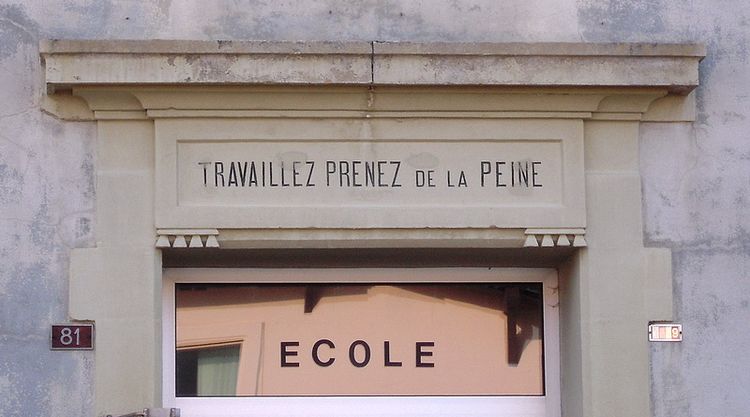 TRAVAILLEZ PRENEZ DE LA PEINE
81
ECOLE